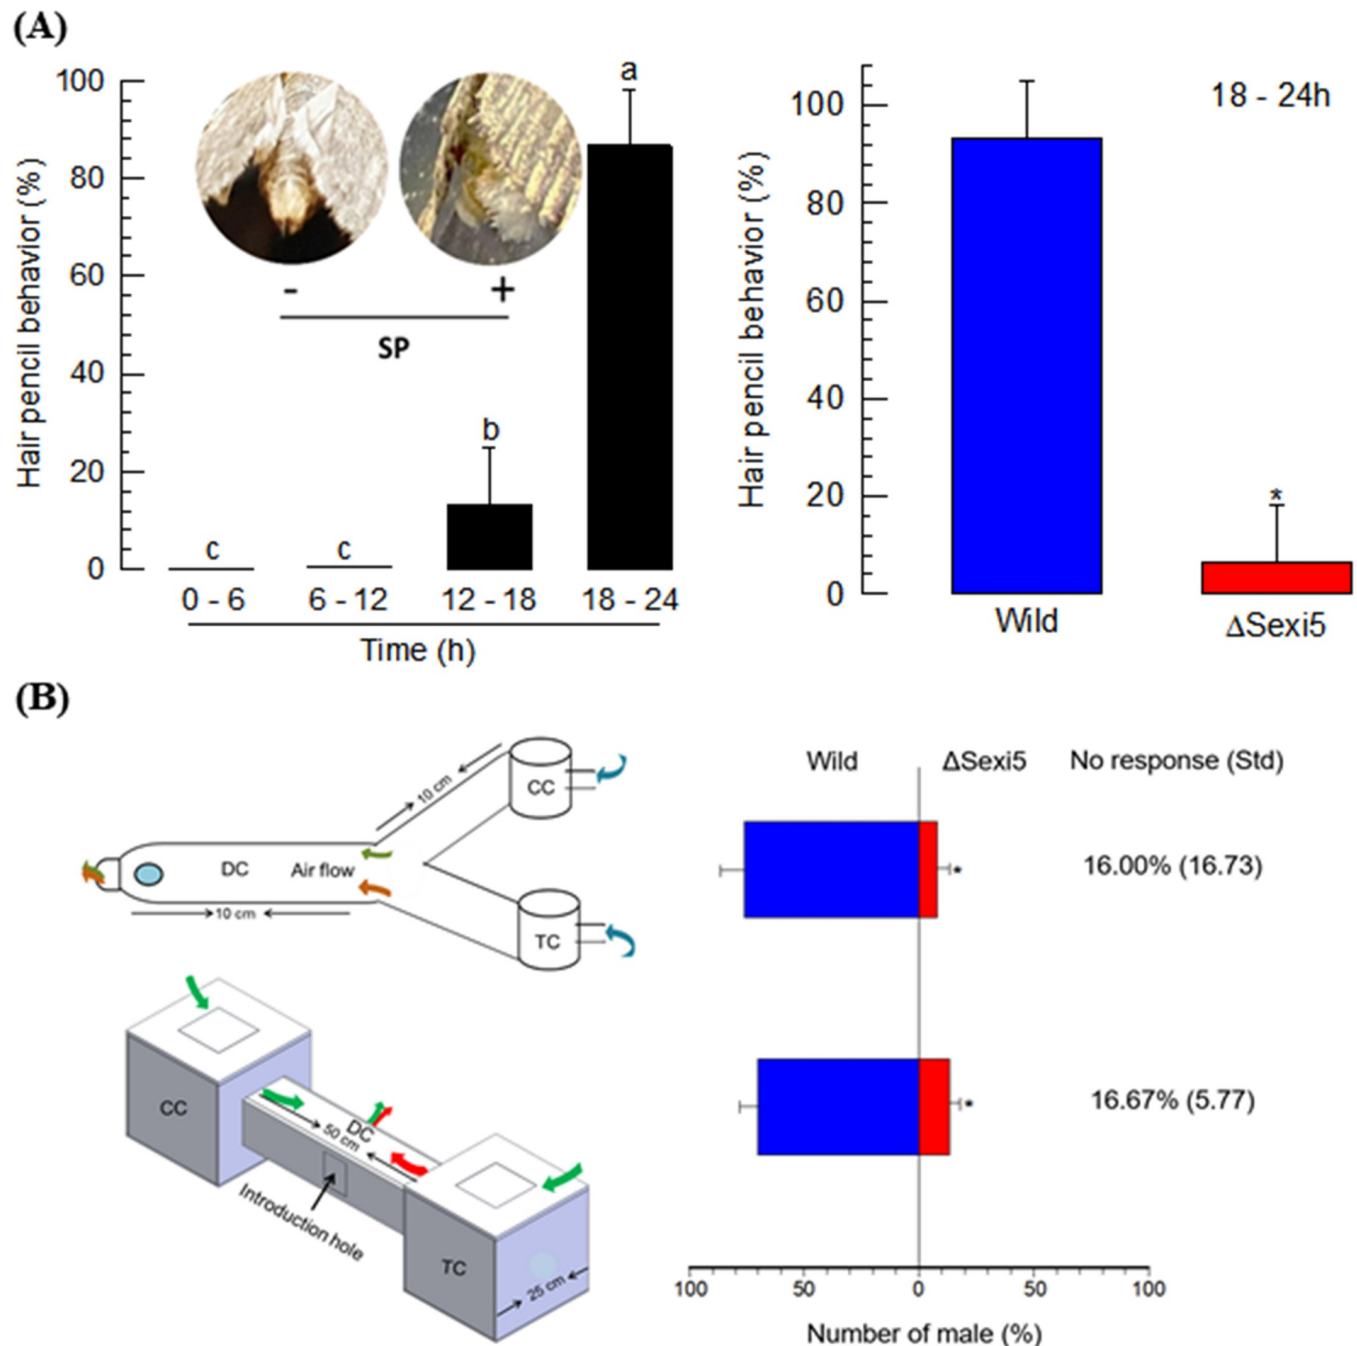 (A)
Hair pencil behavior (%)
100
80
60
40
20
0
a
b
c
c
-
+
SP
0 - 6
6 - 12
12 - 18
18 - 24
Time (h)
Hair pencil behavior (%)
100
80
60
40
20
0
18 - 24h
*
Wild
ΔSexi5
(B)
10 cm
CC
DC
Air flow
10 cm
TC
CC
DC
50 cm
Introduction hole
TC
25 cm
Wild
ΔSexi5
No response (Std)
*
16.00% (16.73)
*
16.67% (5.77)
100
50
0
50
100
Number of male (%)